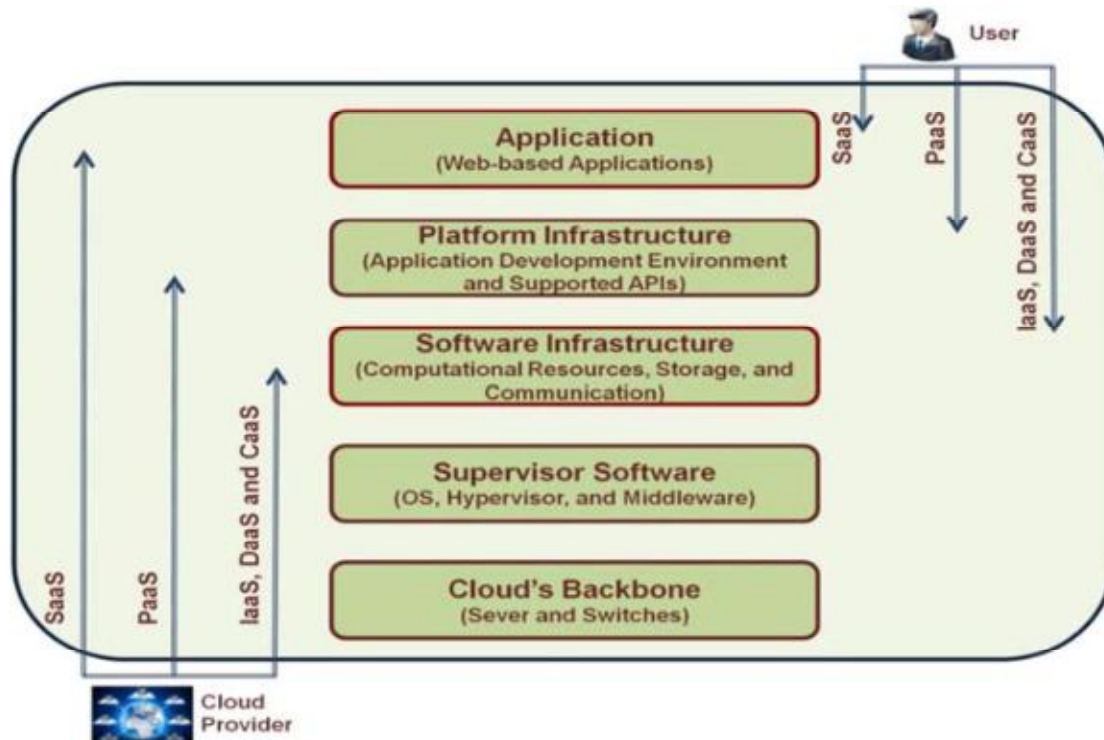 User
SaaS
PaaS
IaaS, DaaS and CaaS
Application
(Web-based Applications)
Platform Infrastructure
(Application Development Environment
and Supported APIs)
Software Infrastructure
(Computational Resources, Storage, and
Communication)
Supervisor Software
(OS, Hypervisor, and Middleware)
Cloud's Backbone
(Sever and Switches)
SaaS
PaaS
IaaS, DaaS and CaaS
Cloud
Provider